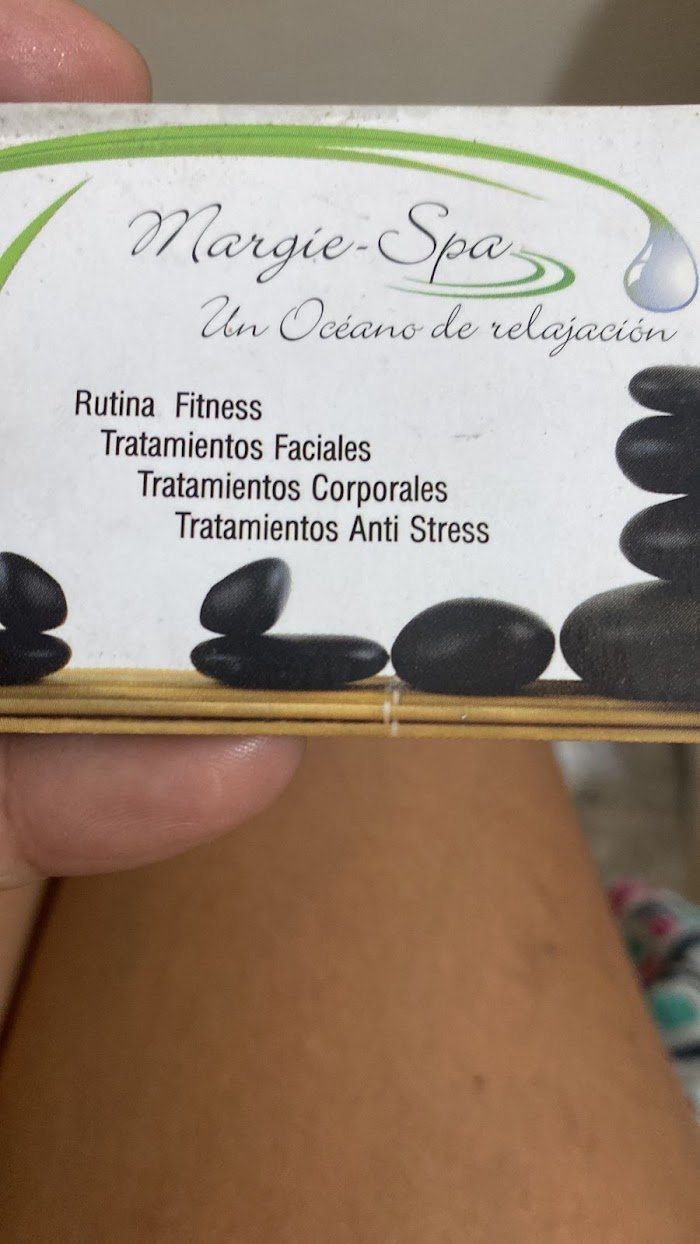 Margie-Spa
Un Océano de relajación
Rutina Fitness
Tratamientos Faciales
Tratamientos Corporales
Tratamientos Anti Stress